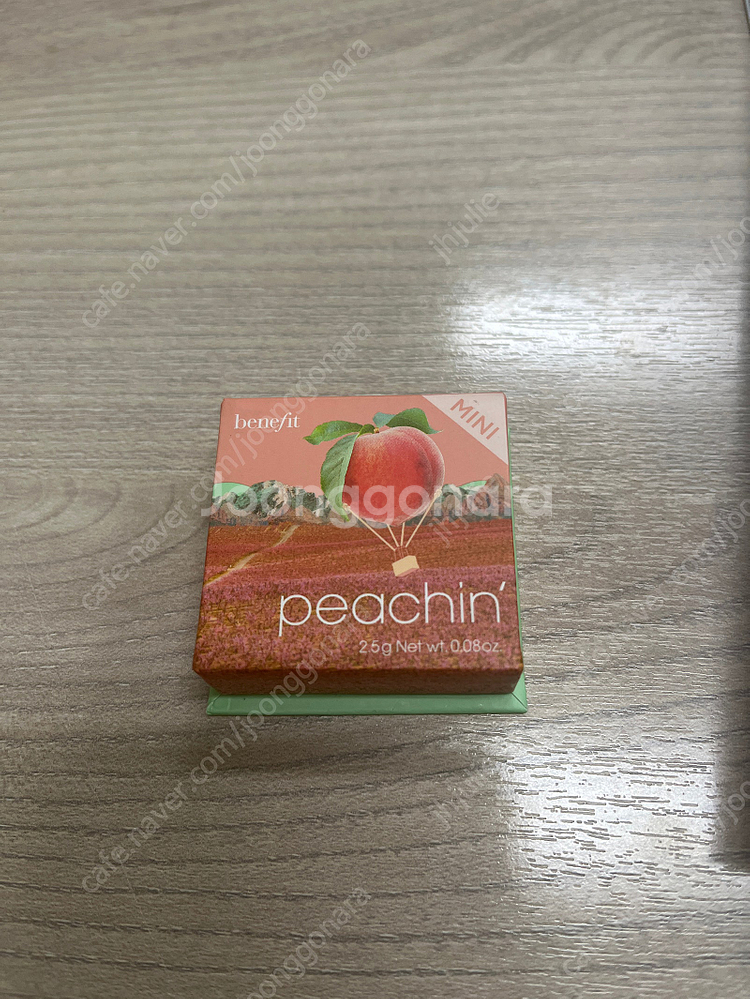 benefit
MINI
peachin'
2.5g Net wt. 0.08oz.
Joonggonara
cafe.naver.com/joonggonara
jhjulie